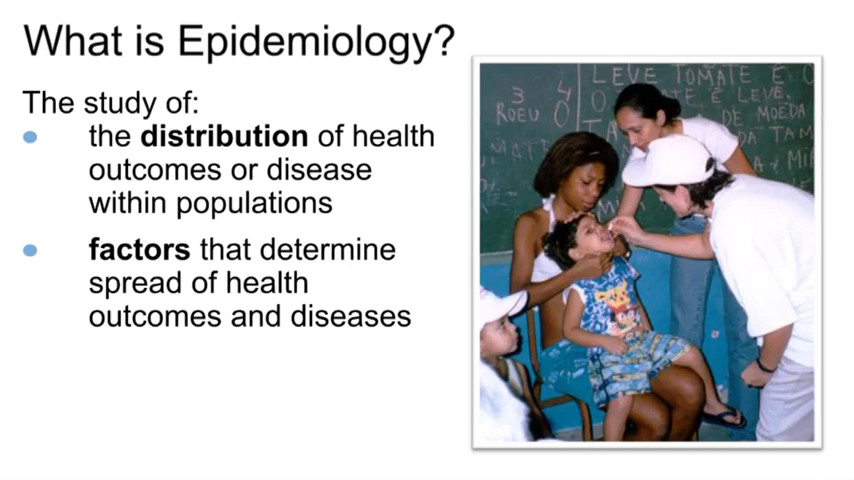 What is Epidemiology?
The study of:
the distribution of health
outcomes or disease
within populations
factors that determine
spread of health
outcomes and diseases
LEVE TOMATE É
3 4
ROEU O
O
TE É LEVE.
DE MOEDA
DA TAM